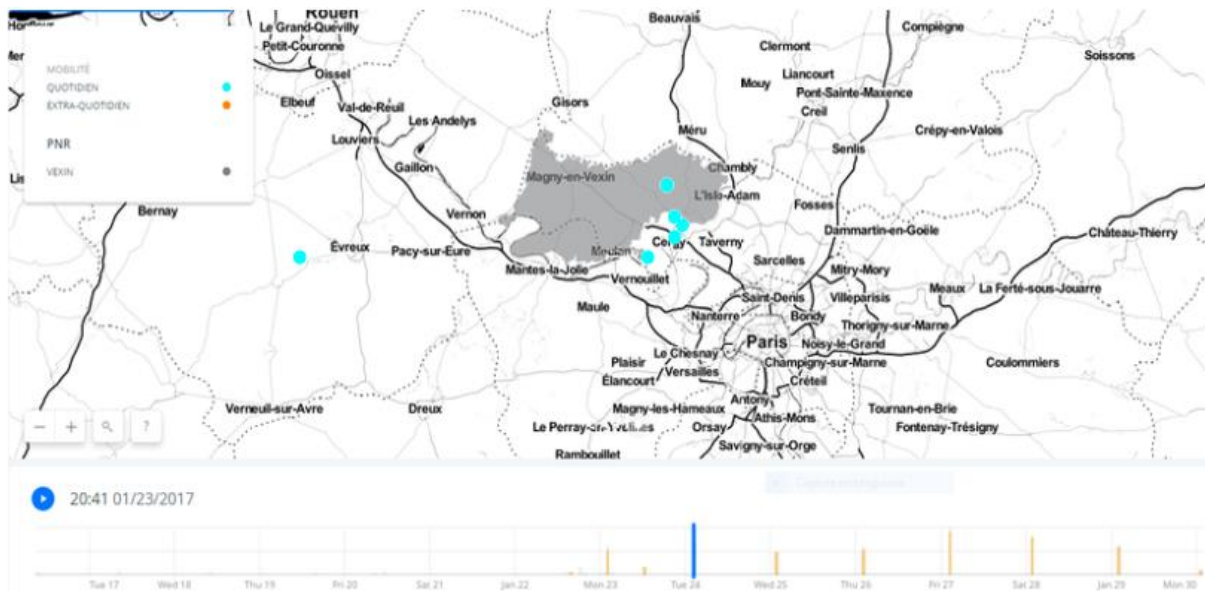 Rouen
Le Grand-Quevilly
Petit-Couronne
Oissel
Elbeuf
Val-de-Reuil
Les Andelys
Louviers
Gaillon
Vernon
Bernay
Évreux
Pacy-sur-Eure
Verneuil-sur-Avre
Dreux
MOBILITÉ
QUOTIDIEN
EXTRA-QUOTIDIEN
PNR
VEXIN
Beauvais
Compiègne
Clermont
Soissons
Mouy
Liancourt
Pont-Sainte-Maxence
Creil
Gisors
Méru
Crépy-en-Valois
Senlis
Chambly
Magny-en-Vexin
L'Isle-Adam
Fosses
Dammartin-en-Goële
Château-Thierry
Cergy
Taverny
Meulan
Mantes-la-Jolie
Vernouillet
Sarcelles
Mitry-Mory
Meaux
La Ferté-sous-Jouarre
Maule
Saint-Denis
Villeparisis
Nanterre
Bondy
Thorigny-sur-Marne
Paris
Noisy-le-Grand
Le Chesnay
Plaisir
Versailles
Champigny-sur-Marne
Coulommiers
Élancourt
Créteil
Antony
Magny-les-Hameaux
Athis-Mons
Tournan-en-Brie
Orsay
Fontenay-Trésigny
Savigny-sur-Orge
Rambouillet
− + ?
20:41 01/23/2017
Tue 17 Wed 18 Thu 19 Fri 20 Sat 21 Jan 22 Mon 23 Tue 24 Wed 25 Thu 26 Fri 27 Sat 28 Jan 29 Mon 30